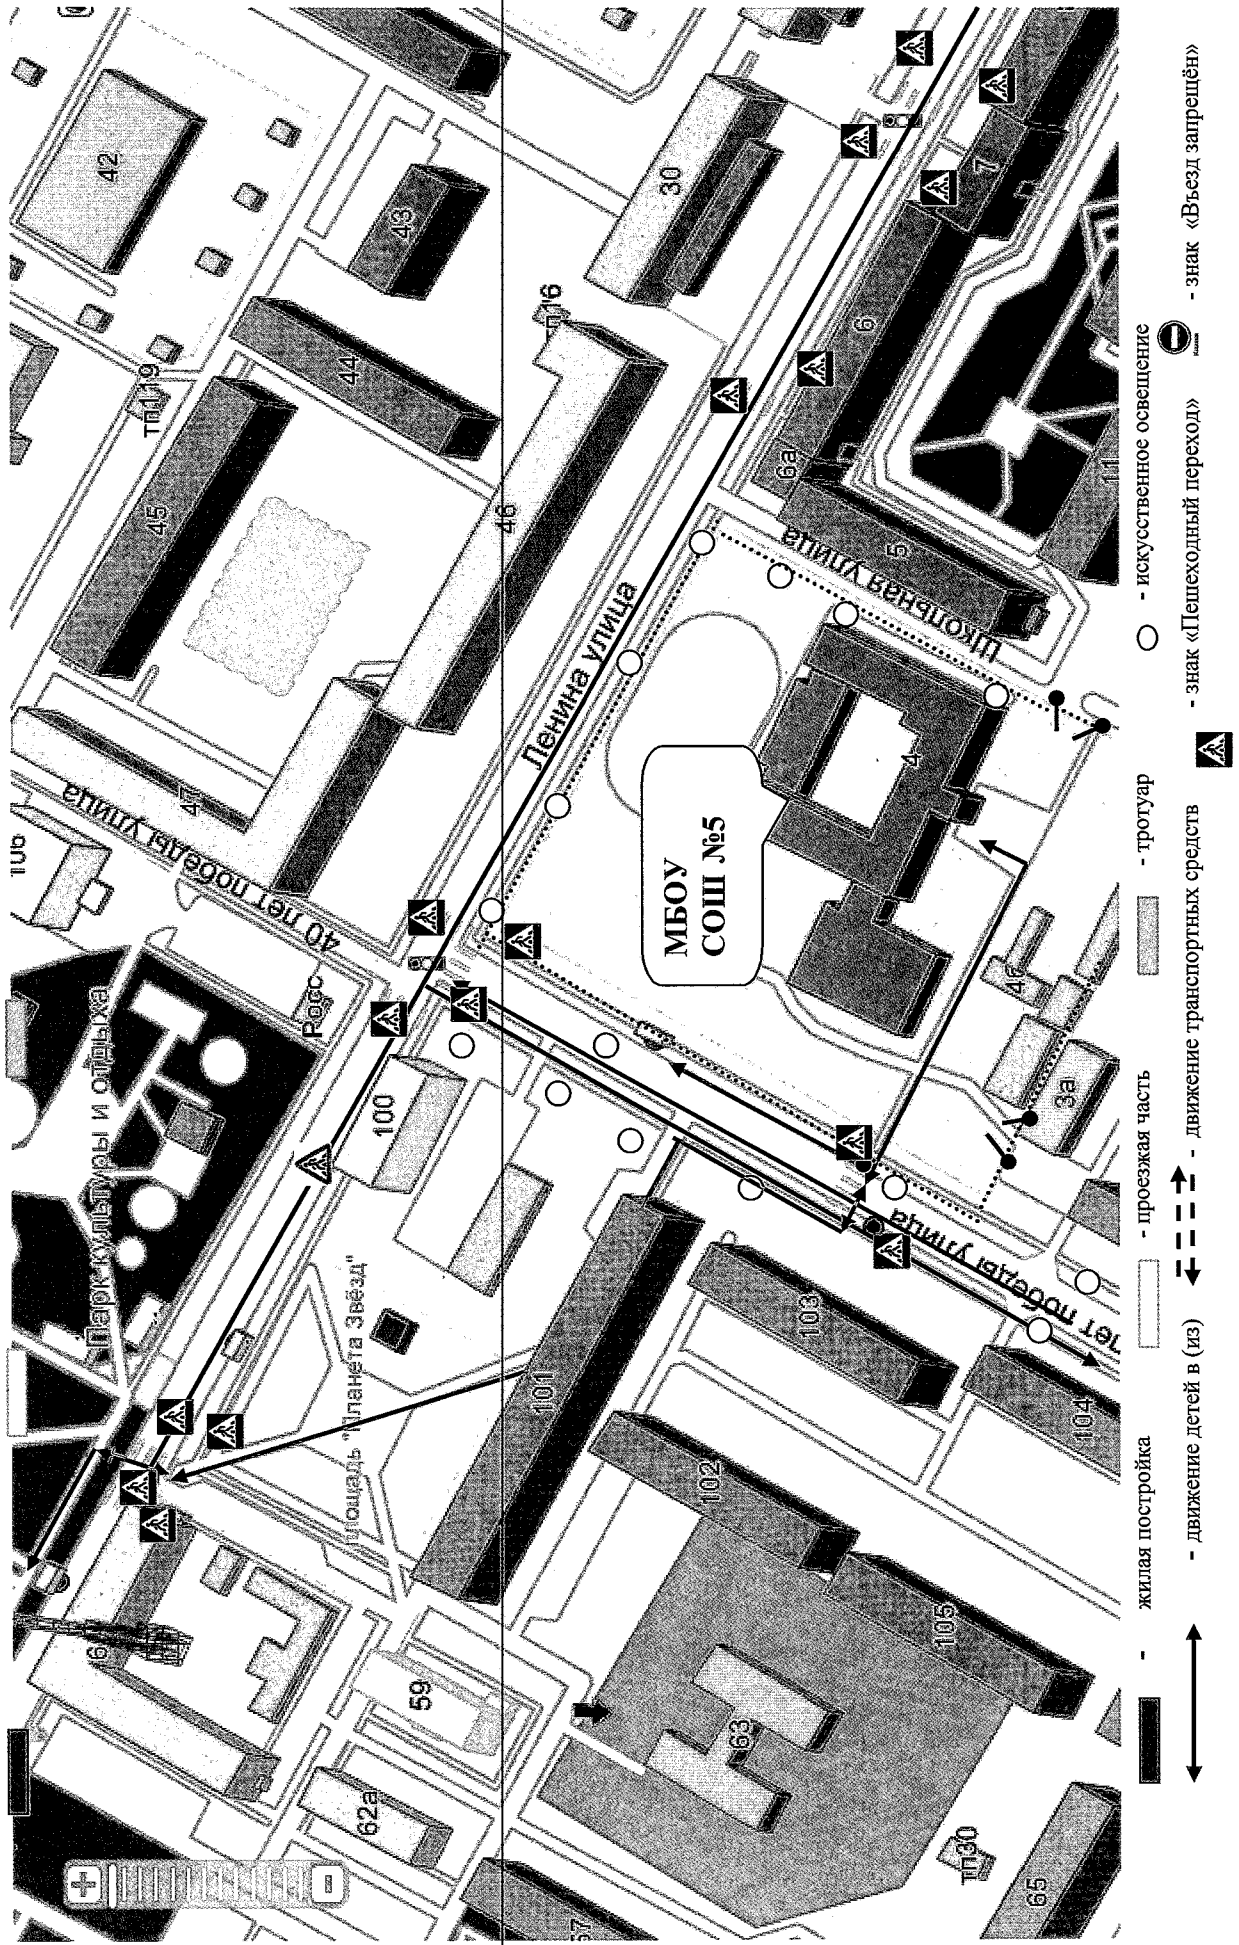 42
43
30
7
тп16
6
44
тп119
45
46
6а
5
11
Школьная улица
Ленина улица
47
40 лет победы улица
106
4
МБОУ
СОШ №5
4г
3а
Росс
Парк культуры и отдыха
100
площадь "Планета Звёзд"
101
103
лет победы улица
104
102
105
59
63
62а
тп30
65
57
- жилая постройка
- проезжая часть
- тротуар
- искусственное освещение
- движение детей в (из)
- движение транспортных средств
- знак «Пешеходный переход»
- знак «Въезд запрещён»